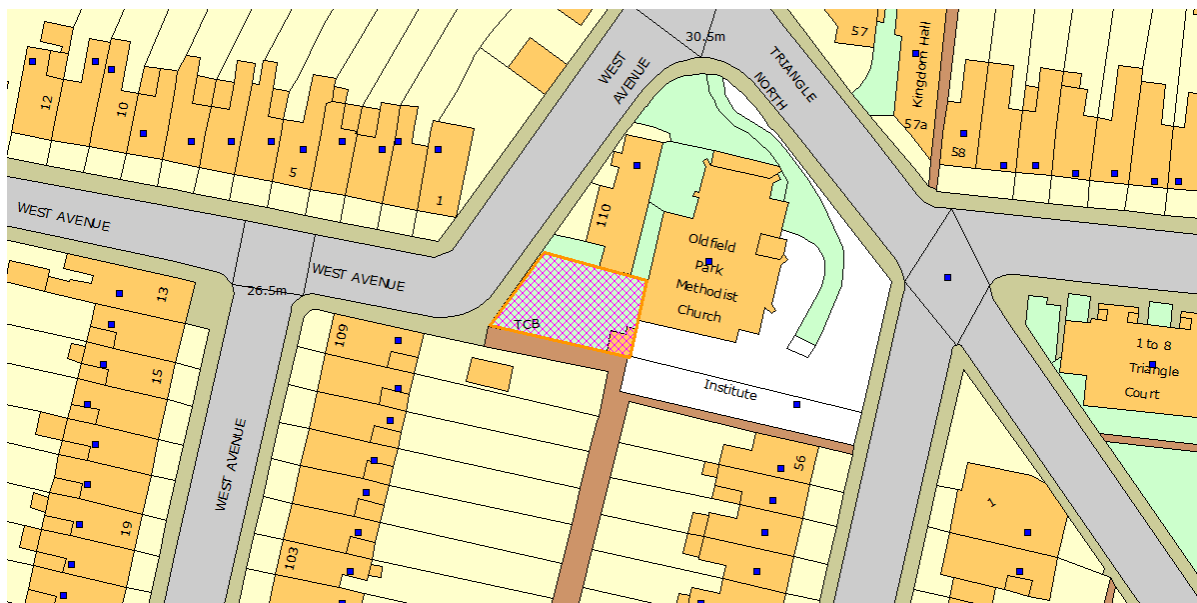 30.5m
57
Kingdom Hall
57a
58
WEST
AVENUE
TRIANGLE
NORTH
12
10
5
1
WEST AVENUE
110
Oldfield
Park
Methodist
Church
WEST AVENUE
26.5m
13
TCB
109
15
1 to 8
Triangle
Court
Institute
WEST AVENUE
56
19
103
1